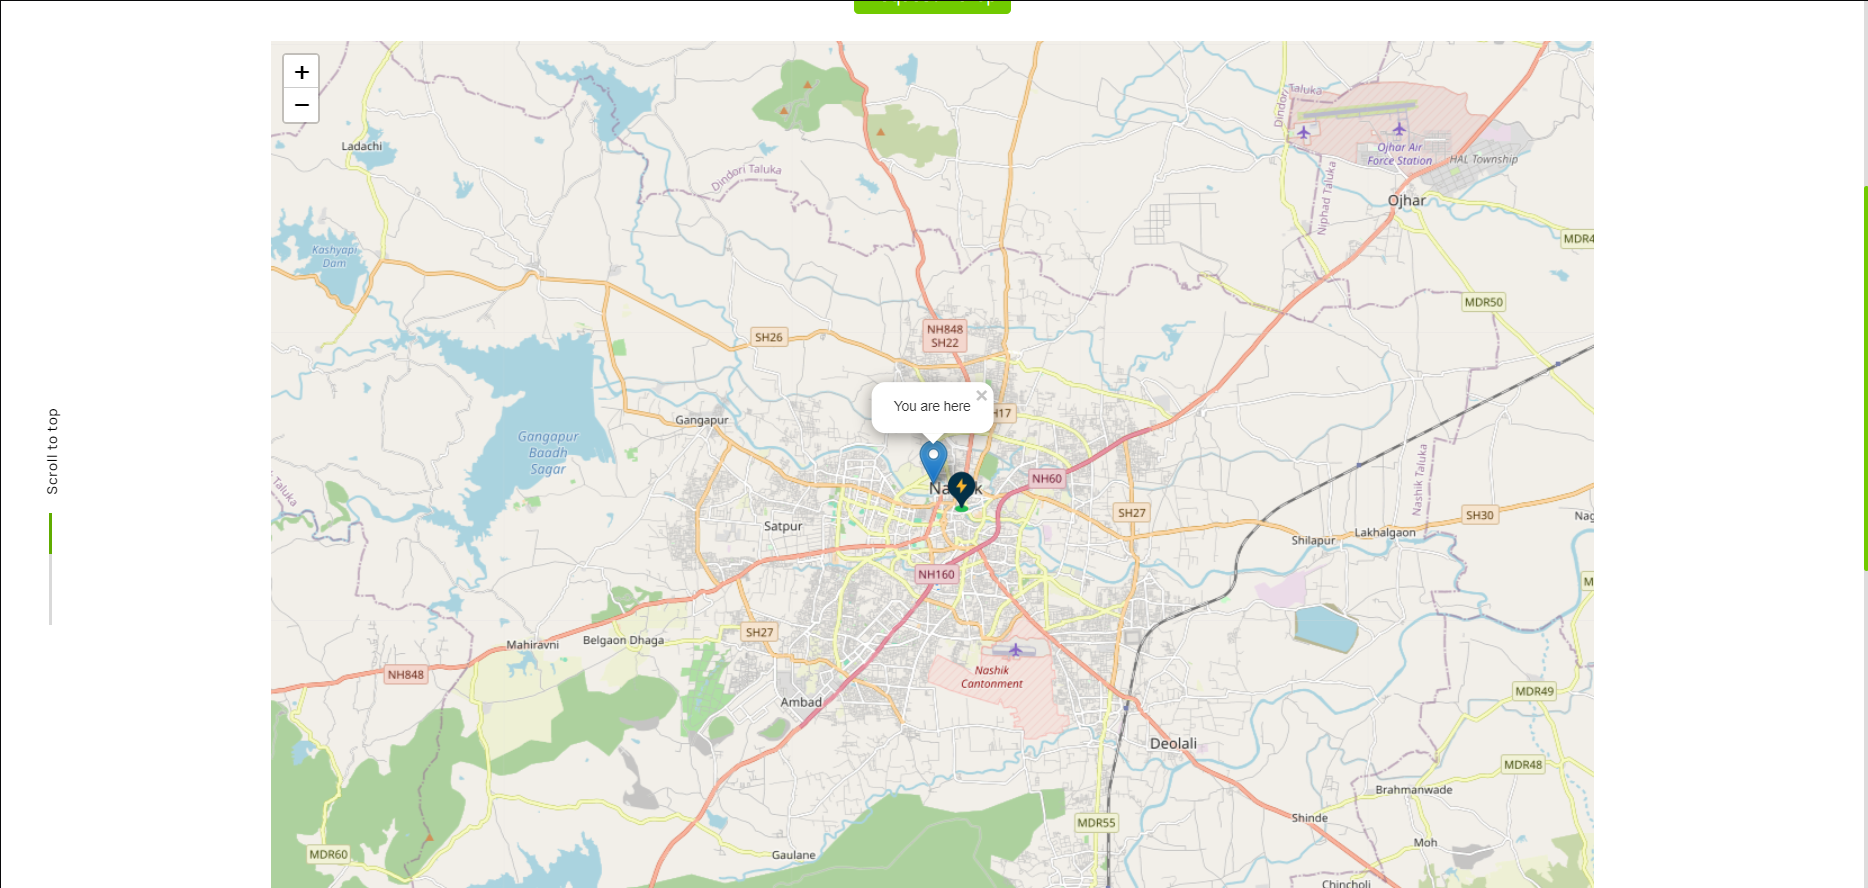 +
−
Dindori Taluka
Ladachi
Ojhar Air
Force Station
HAL Township
Dindori Taluka
Niphad Taluka
Ojhar
Kashyapi
Dam
MDR4
MDR50
SH26
NH848
SH22
You are here
×
H17
Gangapur
Gangapur
Baadh
Sagar
Scroll to top
Taluka
NH60
Nashik Taluka
SH27
SH30
Satpur
Shilapur
Lakhalgaon
Nag
NH160
M
SH27
Belgaon Dhaga
Mahiravni
NH848
Nashik
Cantonment
Ambad
MDR49
Deolali
MDR48
Brahmanwade
Shinde
MDR55
Moh
MDR60
Gaulane
Chincholi